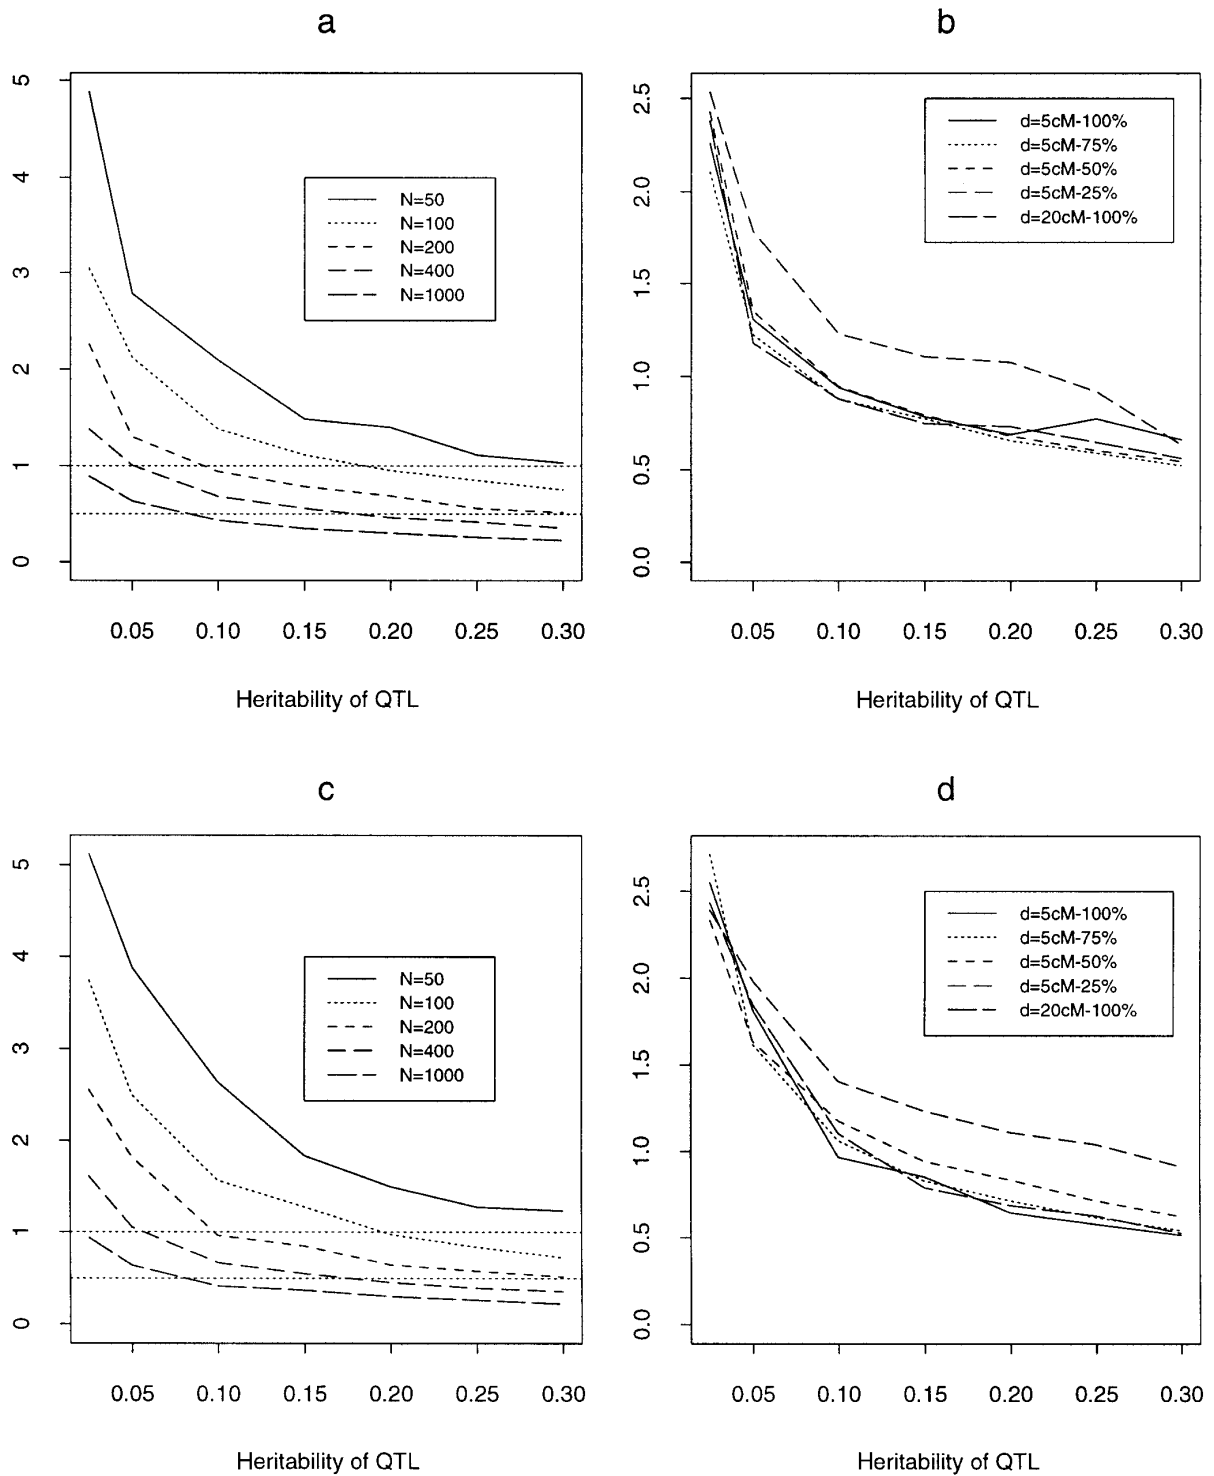 a
5
4
3
2
1
0
N=50
N=100
N=200
N=400
N=1000
0.05 0.10 0.15 0.20 0.25 0.30
Heritability of QTL
b
2.5
2.0
1.5
1.0
0.5
0.0
d=5cM-100%
d=5cM-75%
d=5cM-50%
d=5cM-25%
d=20cM-100%
0.05 0.10 0.15 0.20 0.25 0.30
Heritability of QTL
c
5
4
3
2
1
0
N=50
N=100
N=200
N=400
N=1000
0.05 0.10 0.15 0.20 0.25 0.30
Heritability of QTL
d
2.5
2.0
1.5
1.0
0.5
0.0
d=5cM-100%
d=5cM-75%
d=5cM-50%
d=5cM-25%
d=20cM-100%
0.05 0.10 0.15 0.20 0.25 0.30
Heritability of QTL